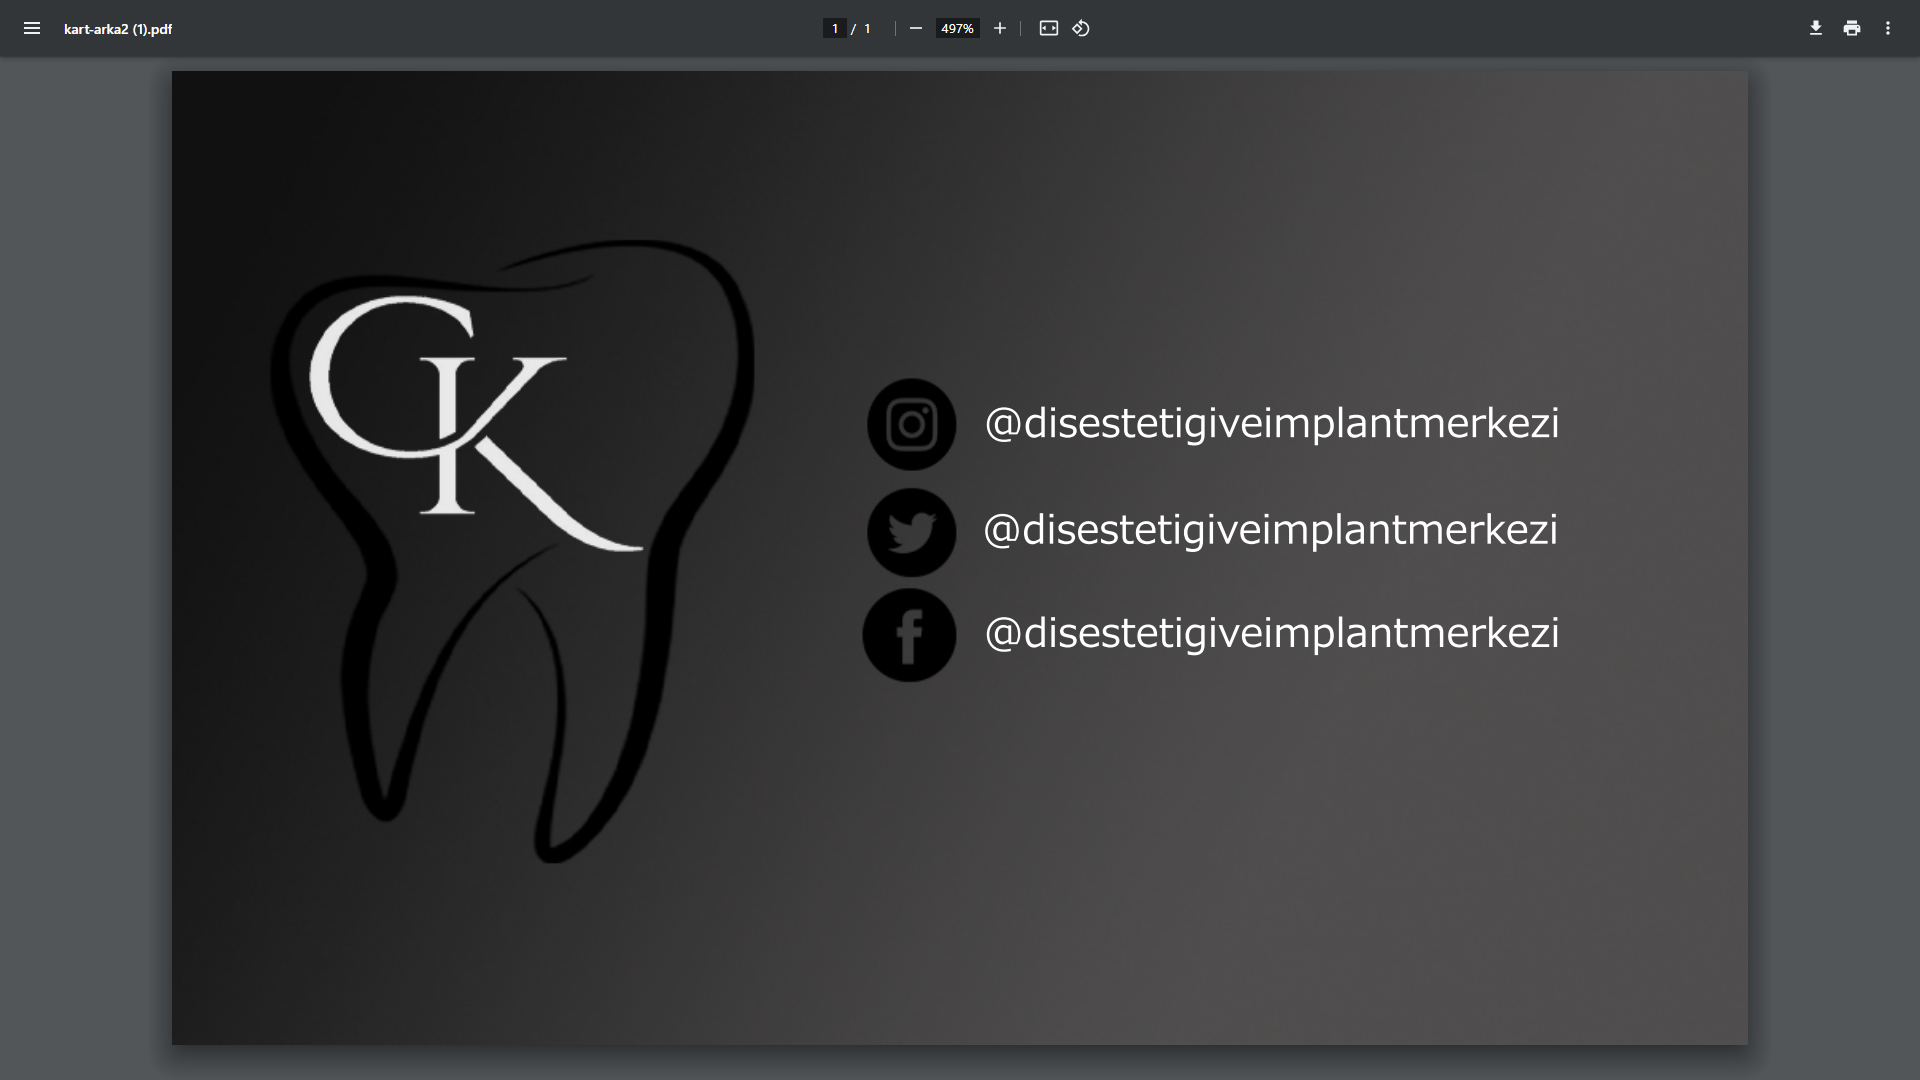 kart-arka2 (1).pdf
1 / 1
497%
CK
@disestetigiveimplantmerkezi
@disestetigiveimplantmerkezi
@disestetigiveimplantmerkezi